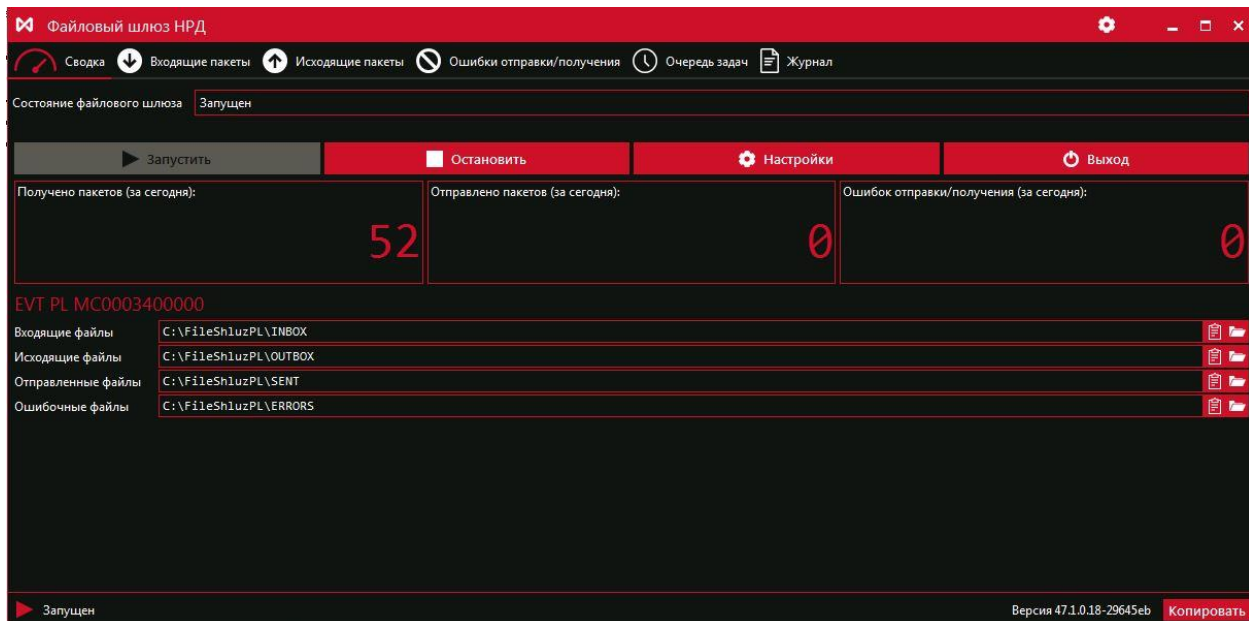 Файловый шлюз НРД
Сводка Входящие пакеты Исходящие пакеты Ошибки отправки/получения Очередь задач Журнал
Состояние файлового шлюза Запущен
Запустить Остановить Настройки Выход
Получено пакетов (за сегодня): Отправлено пакетов (за сегодня): Ошибок отправки/получения (за сегодня):
52 0 0
EVT PL MC0003400000
Входящие файлы C:\FileShluzPL\INBOX
Исходящие файлы C:\FileShluzPL\OUTBOX
Отправленные файлы C:\FileShluzPL\SENT
Ошибочные файлы C:\FileShluzPL\ERRORS
Запущен Версия 47.1.0.18-29645eb Копировать